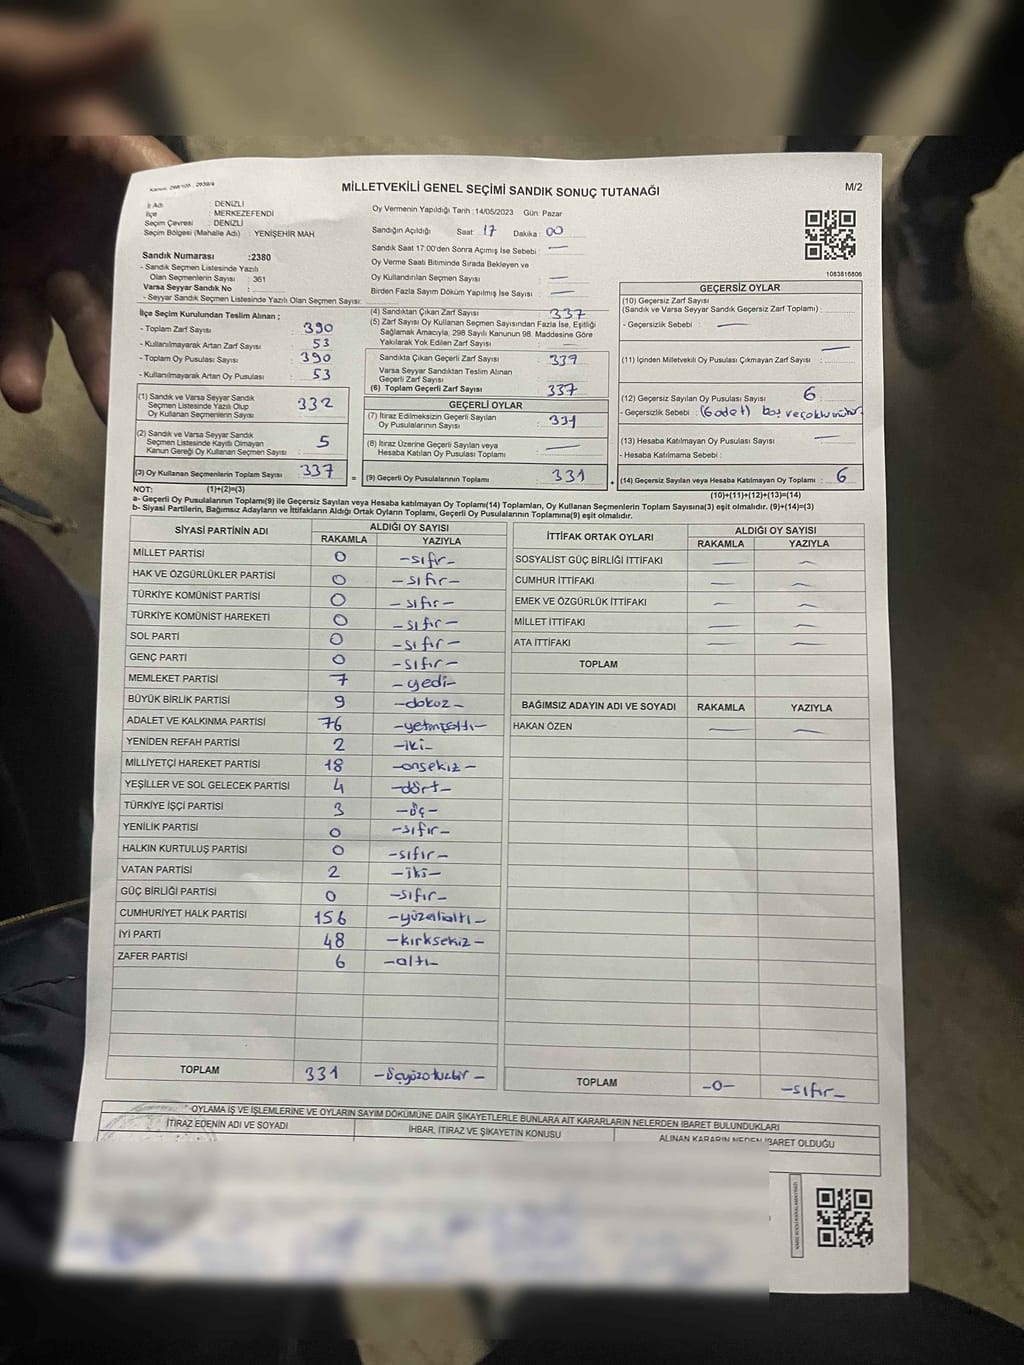 Kanun: 298/105 , 2939/4
MİLLETVEKİLİ GENEL SEÇİMİ SANDIK SONUÇ TUTANAĞI
M/2
İl Adı : DENİZLİ
İlçe : MERKEZEFENDİ
Seçim Çevresi : DENİZLİ
Seçim Bölgesi (Mahalle Adı) : YENİŞEHİR MAH.
Oy Vermenin Yapıldığı Tarih : 14/05/2023 Gün: Pazar
Sandığın Açıldığı Saat: 17 Dakika: 00
Sandık Saat 17:00'den Sonra Açımış İse Sebebi : —
Oy Verme Saati Bitiminde Sırada Bekleyen ve
Oy Kullandırılan Seçmen Sayısı : —
Birden Fazla Sayım Döküm Yapılmış İse Sayısı : —
1083816806
Sandık Numarası :2380
- Sandık Seçmen Listesinde Yazılı
Olan Seçmenlerin Sayısı : 361
Varsa Seyyar Sandık No :
- Seyyar Sandık Seçmen Listesinde Yazılı Olan Seçmen Sayısı:
İlçe Seçim Kurulundan Teslim Alınan ;
- Toplam Zarf Sayısı : 390
- Kullanılmayarak Artan Zarf Sayısı : 53
- Toplam Oy Pusulası Sayısı : 390
- Kullanılmayarak Artan Oy Pusulası : 53
(1) Sandık ve Varsa Seyyar Sandık
Seçmen Listesinde Yazılı Olup
Oy Kullanan Seçmenlerin Sayısı : 332
(2) Sandık ve Varsa Seyyar Sandık
Seçmen Listesinde Kayıtlı Olmayan
Kanun Gereği Oy Kullanan Seçmen Sayısı : 5
(3) Oy Kullanan Seçmenlerin Toplam Sayısı : 337
(1)+(2)=(3)
(4) Sandıktan Çıkan Zarf Sayısı : 337
(5) Zarf Sayısı Oy Kullanan Seçmen Sayısından Fazla İse, Eşitliği
Sağlamak Amacıyla, 298 Sayılı Kanunun 98. Maddesine Göre
Yakılarak Yok Edilen Zarf Sayısı : —
Sandıkta Çıkan Geçerli Zarf Sayısı : 337
Varsa Seyyar Sandıktan Teslim Alınan
Geçerli Zarf Sayısı :
(6) Toplam Geçerli Zarf Sayısı : 337
GEÇERLİ OYLAR
(7) İtiraz Edilmeksizin Geçerli Sayılan
Oy Pusulalarının Sayısı : 331
(8) İtiraz Üzerine Geçerli Sayılan veya
Hesaba Katılan Oy Pusulası Toplamı : —
= (9) Geçerli Oy Pusulalarının Toplamı : 331
GEÇERSİZ OYLAR
(10) Geçersiz Zarf Sayısı
(Sandık ve Varsa Seyyar Sandık Geçersiz Zarf Toplamı) :
- Geçersizlik Sebebi : —
(11) İçinden Milletvekili Oy Pusulası Çıkmayan Zarf Sayısı : —
(12) Geçersiz Sayılan Oy Pusulası Sayısı : 6
- Geçersizlik Sebebi : (6 adet) boş ve
(13) Hesaba Katılmayan Oy Pusulası Sayısı : —
- Hesaba Katılmama Sebebi :
+ (14) Geçersiz Sayılan veya Hesaba Katılmayan Oy Toplamı : 6
(10)+(11)+(12)+(13)=(14)
NOT:
a- Geçerli Oy Pusulalarının Toplamı(9) ile Geçersiz Sayılan veya Hesaba katılmayan Oy Toplamı(14) Toplamları, Oy Kullanan Seçmenlerin Toplam Sayısına(3) eşit olmalıdır. (9)+(14)=(3)
b- Siyasi Partilerin, Bağımsız Adayların ve İttifakların Aldığı Ortak Oyların Toplamı, Geçerli Oy Pusulalarının Toplamına(9) eşit olmalıdır.
SİYASİ PARTİNİN ADI ALDIĞI OY SAYISI
RAKAMLA YAZIYLA
MİLLET PARTİSİ 0 -sıfır-
HAK VE ÖZGÜRLÜKLER PARTİSİ 0 -sıfır-
TÜRKİYE KOMÜNİST PARTİSİ 0 -sıfır-
TÜRKİYE KOMÜNİST HAREKETİ 0 -sıfır-
SOL PARTİ 0 -sıfır-
GENÇ PARTİ 0 -sıfır-
MEMLEKET PARTİSİ 7 -yedi-
BÜYÜK BİRLİK PARTİSİ 9 -dokuz-
ADALET VE KALKINMA PARTİSİ 76 -yetmişaltı-
YENİDEN REFAH PARTİSİ 2 -iki-
MİLLİYETÇİ HAREKET PARTİSİ 18 -onsekiz-
YEŞİLLER VE SOL GELECEK PARTİSİ 4 -dört-
TÜRKİYE İŞÇİ PARTİSİ 3 -üç-
YENİLİK PARTİSİ 0 -sıfır-
HALKIN KURTULUŞ PARTİSİ 0 -sıfır-
VATAN PARTİSİ 2 -iki-
GÜÇ BİRLİĞİ PARTİSİ 0 -sıfır-
CUMHURİYET HALK PARTİSİ 156 -yüzellialtı-
İYİ PARTİ 48 -kırksekiz-
ZAFER PARTİSİ 6 -altı-
TOPLAM 331 -üçyüzotuzbir-
İTTİFAK ORTAK OYLARI ALDIĞI OY SAYISI
RAKAMLA YAZIYLA
SOSYALİST GÜÇ BİRLİĞİ İTTİFAKI — —
CUMHUR İTTİFAKI — —
EMEK VE ÖZGÜRLÜK İTTİFAKI — —
MİLLET İTTİFAKI — —
ATA İTTİFAKI — —
TOPLAM
BAĞIMSIZ ADAYIN ADI VE SOYADI RAKAMLA YAZIYLA
HAKAN ÖZEN — —
TOPLAM -0- -sıfır-
OYLAMA İŞ VE İŞLEMLERİNE VE OYLARIN SAYIM DÖKÜMÜNE DAİR ŞİKAYETLERLE BUNLARA AİT KARARLARIN NELERDEN İBARET BULUNDUKLARI
İTİRAZ EDENİN ADI VE SOYADI İHBAR, İTİRAZ VE ŞİKAYETİN KONUSU ALINAN KARARIN NEDEN İBARET OLDUĞU